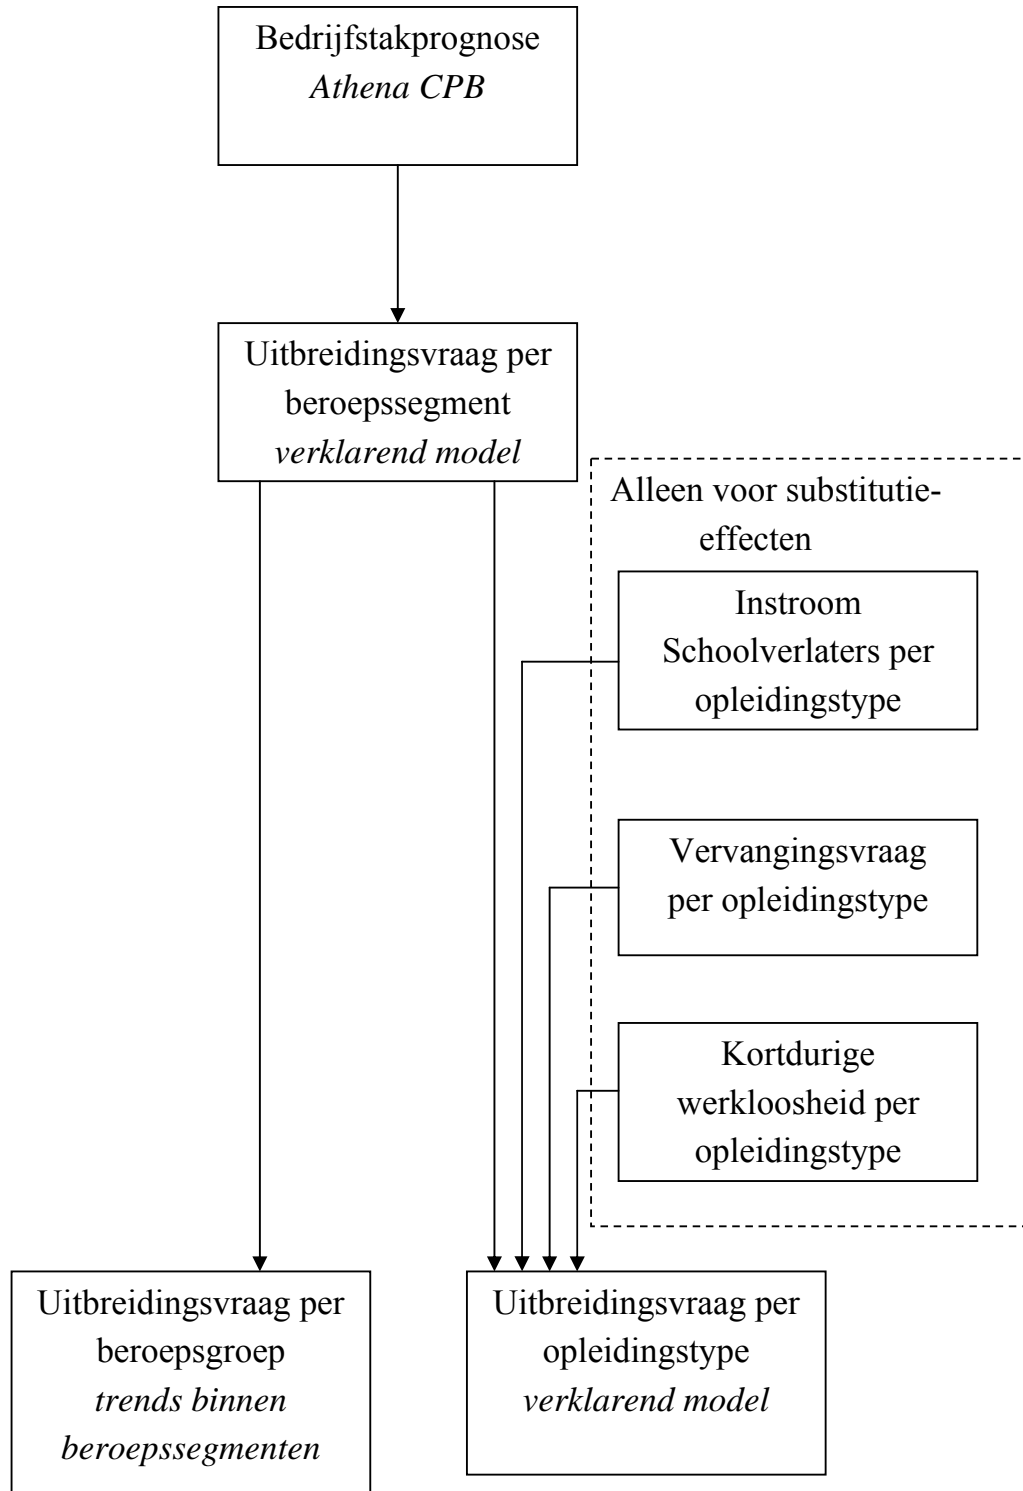 Bedrijfstakprognose
Athena CPB
Uitbreidingsvraag per
beroepssegment
verklarend model
Alleen voor substitutie-
effecten
Instroom
Schoolverlaters per
opleidingstype
Vervangingsvraag
per opleidingstype
Kortdurige
werkloosheid per
opleidingstype
Uitbreidingsvraag per
beroepsgroep
trends binnen
beroepssegmenten
Uitbreidingsvraag per
opleidingstype
verklarend model